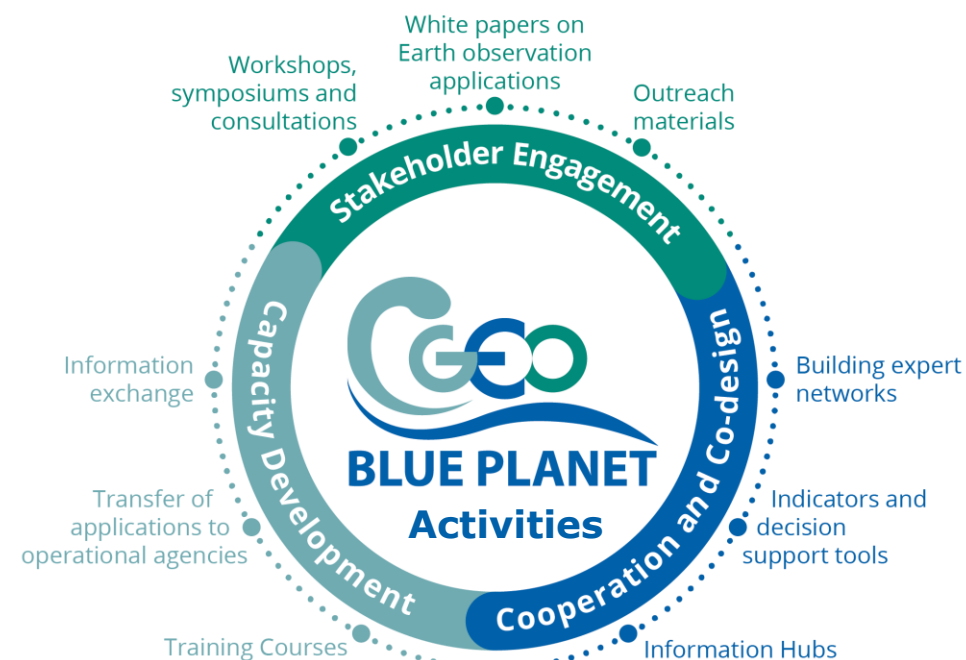 White papers on
Earth observation
applications
Workshops,
symposiums and
consultations
Outreach
materials
Stakeholder Engagement
Capacity Development
Cooperation and Co-design
GEO
BLUE PLANET
Activities
Information
exchange
Building expert
networks
Transfer of
applications to
operational agencies
Indicators and
decision
support tools
Training Courses
Information Hubs